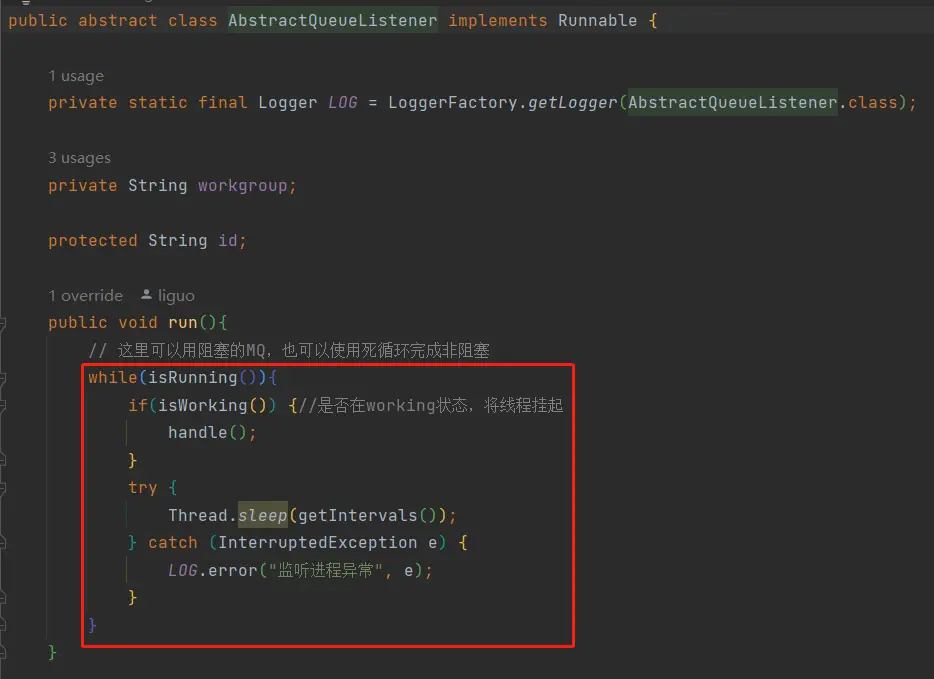 public abstract class AbstractQueueListener implements Runnable {
1 usage
private static final Logger LOG = LoggerFactory.getLogger(AbstractQueueListener.class);
3 usages
private String workgroup;
protected String id;
1 override liguo
public void run(){
// 这里可以用阻塞的MQ，也可以使用死循环完成非阻塞
while(isRunning()){
if(isWorking()) {//是否在working状态，将线程挂起
handle();
}
try {
Thread.sleep(getIntervals());
} catch (InterruptedException e) {
LOG.error("监听进程异常", e);
}
}
}